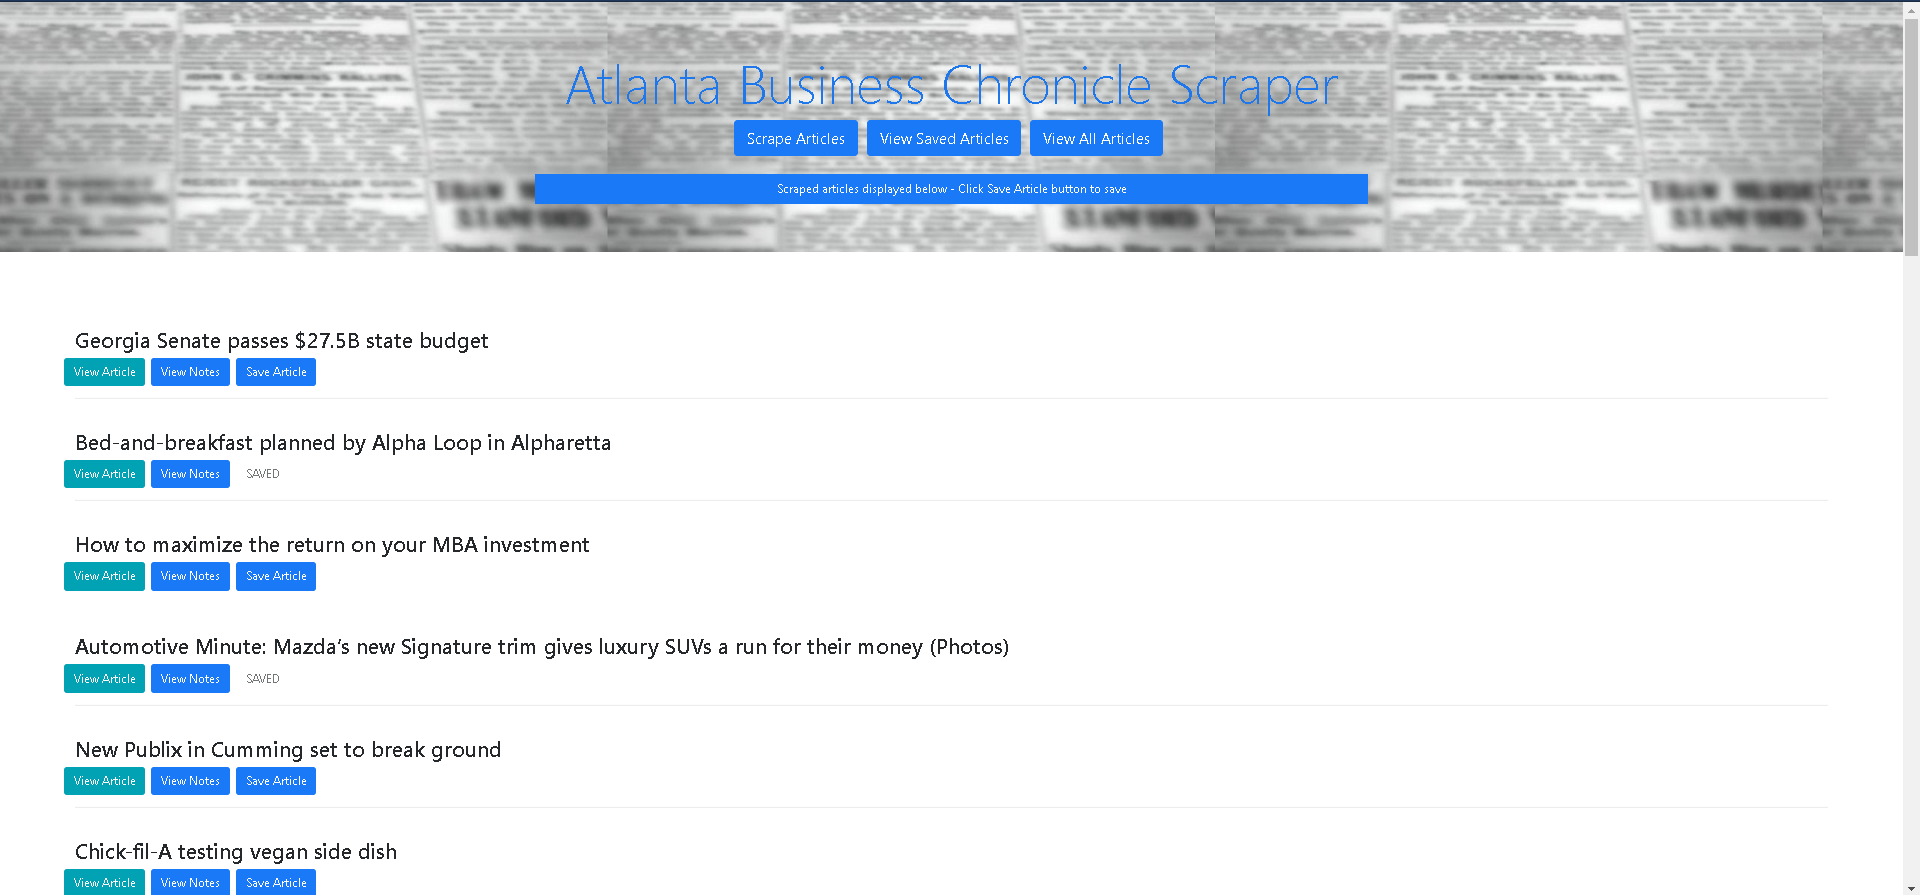 Atlanta Business Chronicle Scraper
Scrape Articles View Saved Articles View All Articles
Scraped articles displayed below - Click Save Article button to save
Georgia Senate passes $27.5B state budget
View Article View Notes Save Article
Bed-and-breakfast planned by Alpha Loop in Alpharetta
View Article View Notes SAVED
How to maximize the return on your MBA investment
View Article View Notes Save Article
Automotive Minute: Mazda’s new Signature trim gives luxury SUVs a run for their money (Photos)
View Article View Notes SAVED
New Publix in Cumming set to break ground
View Article View Notes Save Article
Chick-fil-A testing vegan side dish
View Article View Notes Save Article